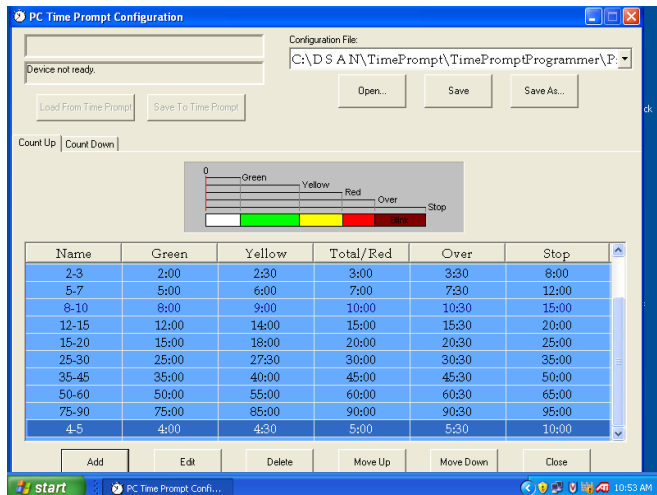 PC Time Prompt Configuration
Configuration File:
C:\D S A N\TimePrompt\TimePromptProgrammer\P
Device not ready.
Open... Save Save As...
Load From Time Prompt Save To Time Prompt
Count Up Count Down
0
Green
Yellow
Red
Over
Stop
Blink
Name Green Yellow Total/Red Over Stop
2-3 2:00 2:30 3:00 3:30 8:00
5-7 5:00 6:00 7:00 7:30 12:00
8-10 8:00 9:00 10:00 10:30 15:00
12-15 12:00 14:00 15:00 15:30 20:00
15-20 15:00 18:00 20:00 20:30 25:00
25-30 25:00 27:30 30:00 30:30 35:00
35-45 35:00 40:00 45:00 45:30 50:00
50-60 50:00 55:00 60:00 60:30 65:00
75-90 75:00 85:00 90:00 90:30 95:00
4-5 4:00 4:30 5:00 5:30 10:00
Add Edit Delete Move Up Move Down Close
start PC Time Prompt Confi... ATI 10:53 AM